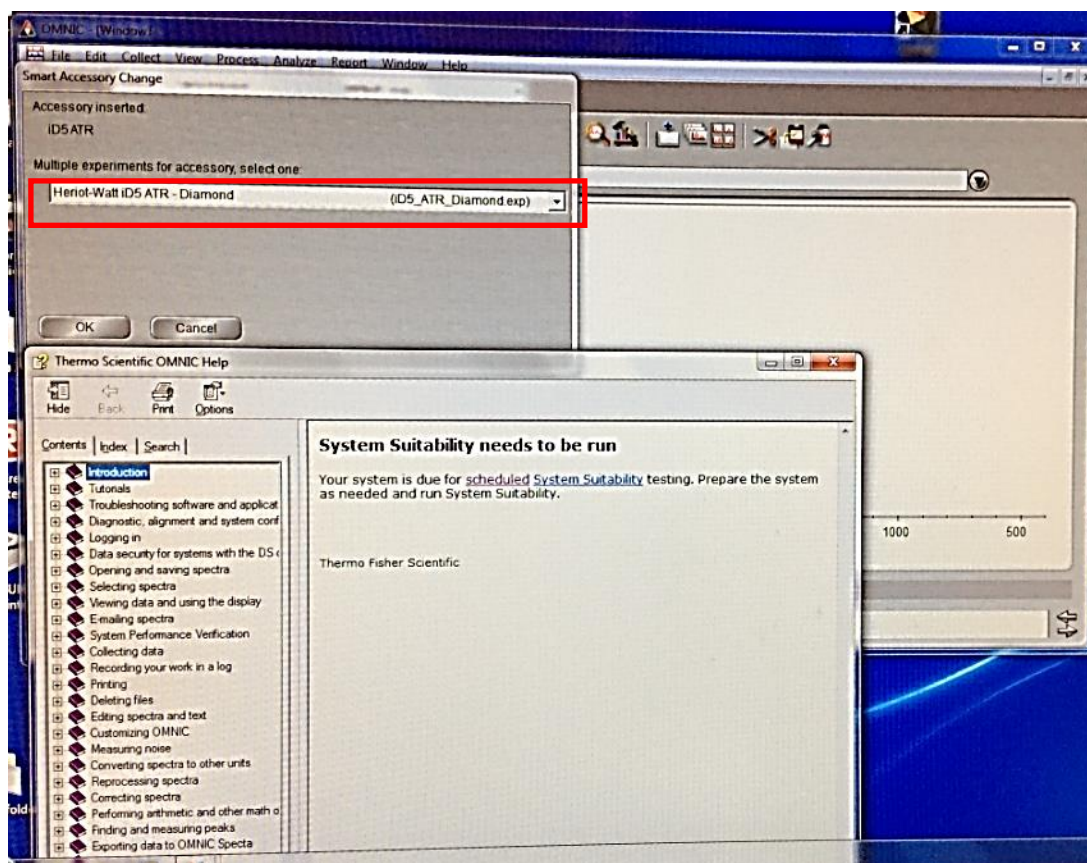 OMNIC - [Window1]
File Edit Collect View Process Analyze Report Window Help
Smart Accessory Change
Accessory inserted:
iD5 ATR
Multiple experiments for accessory, select one:
Heriot-Watt iD5 ATR - Diamond (iD5_ATR_Diamond.exp)
OK Cancel
Thermo Scientific OMNIC Help
Hide Back Print Options
Contents Index Search
Introduction
Tutorials
Troubleshooting software and applicat
Diagnostic, alignment and system conf
Logging in
Data security for systems with the DS
Opening and saving spectra
Selecting spectra
Viewing data and using the display
E-mailing spectra
System Performance Verification
Collecting data
Recording your work in a log
Printing
Deleting files
Editing spectra and text
Customizing OMNIC
Measuring noise
Converting spectra to other units
Reprocessing spectra
Correcting spectra
Performing arithmetic and other math o
Finding and measuring peaks
Exporting data to OMNIC Specta
System Suitability needs to be run
Your system is due for scheduled System Suitability testing. Prepare the system
as needed and run System Suitability.
Thermo Fisher Scientific
1000 500